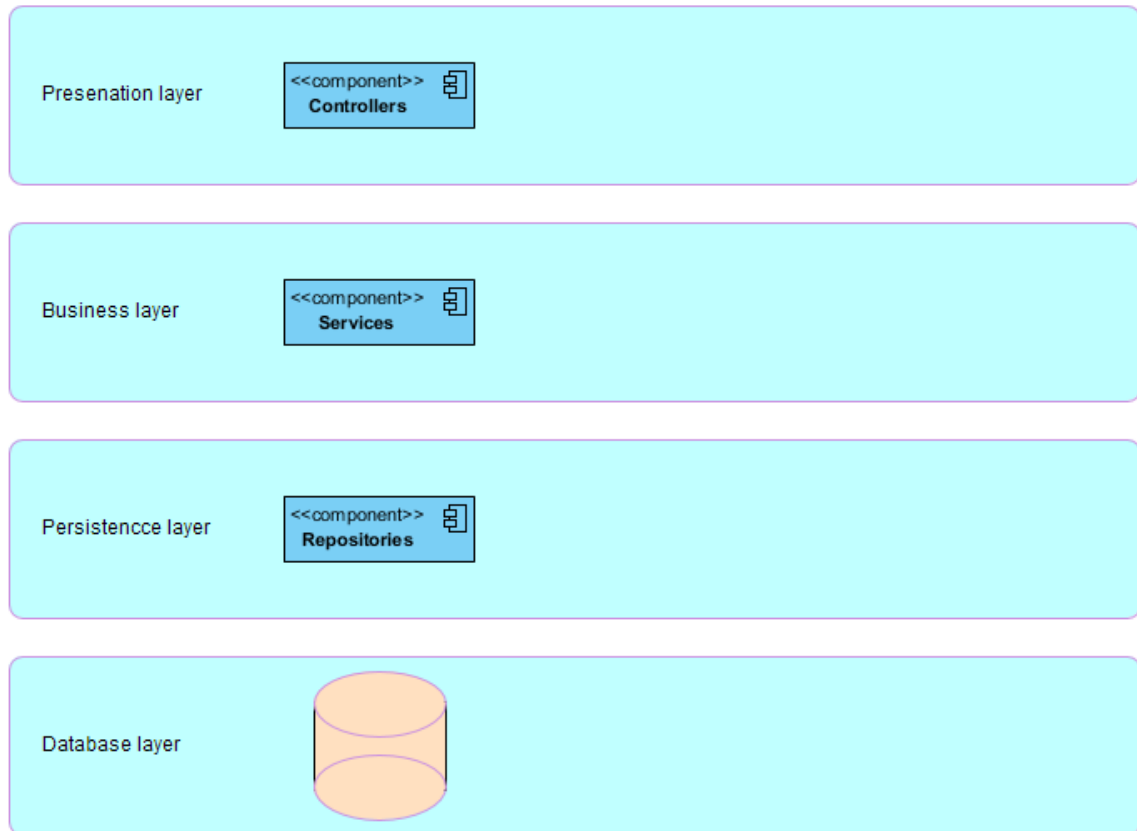 Presenation layer
<<component>>
Controllers
Business layer
<<component>>
Services
Persistencce layer
<<component>>
Repositories
Database layer